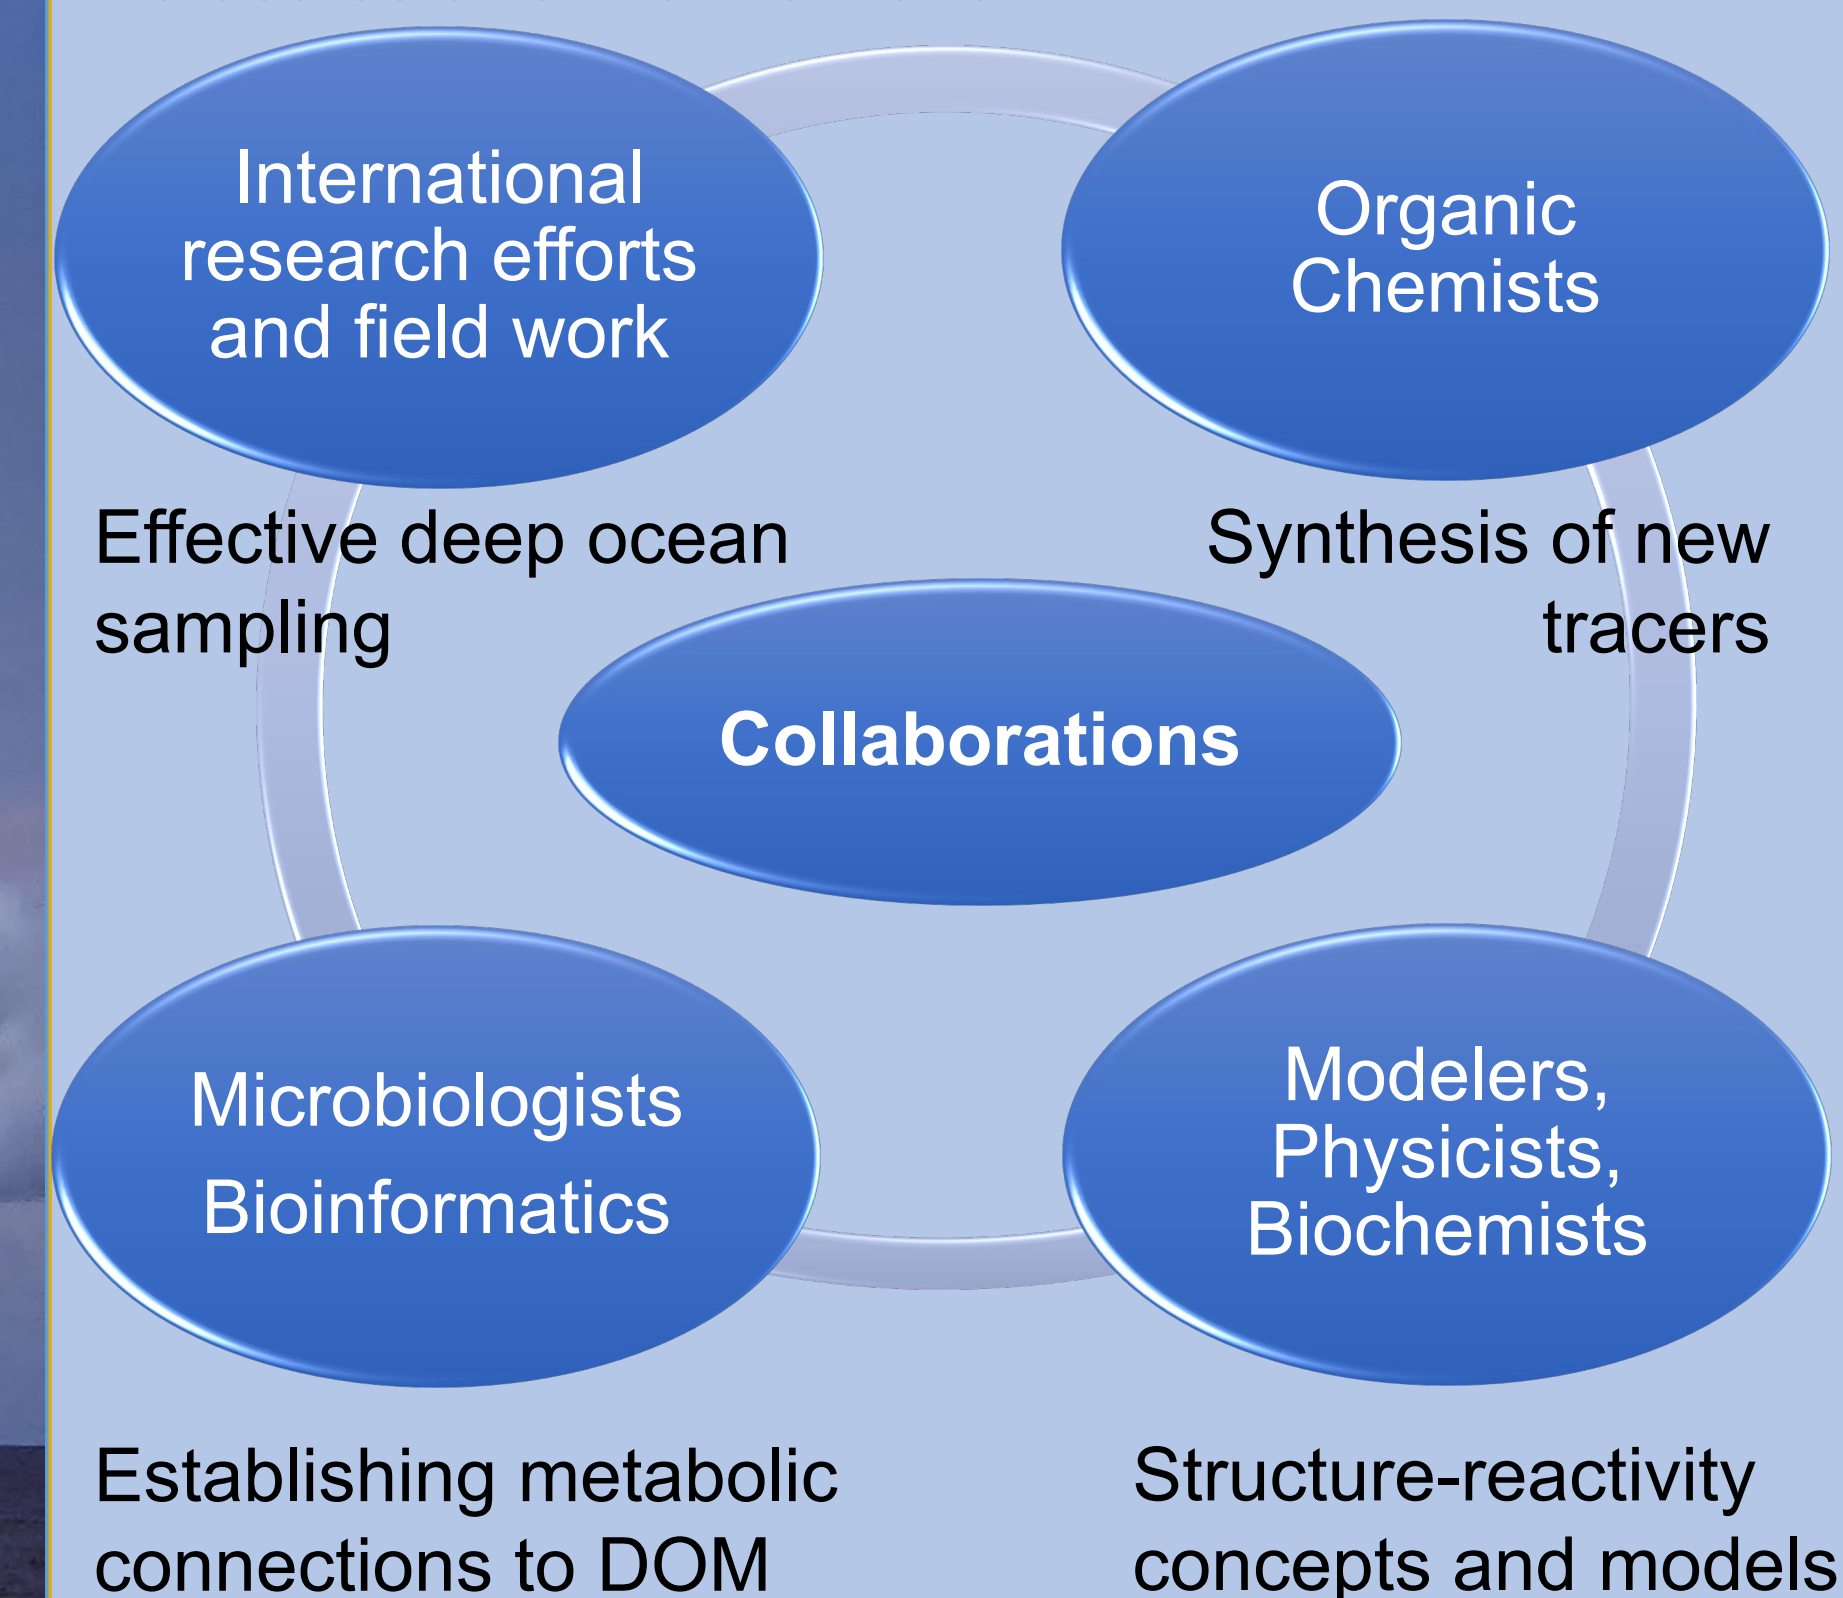 International
research efforts
and field work
Organic
Chemists
Effective deep ocean
sampling
Synthesis of new
tracers
Collaborations
Microbiologists
Bioinformatics
Modelers,
Physicists,
Biochemists
Establishing metabolic
connections to DOM
Structure-reactivity
concepts and models